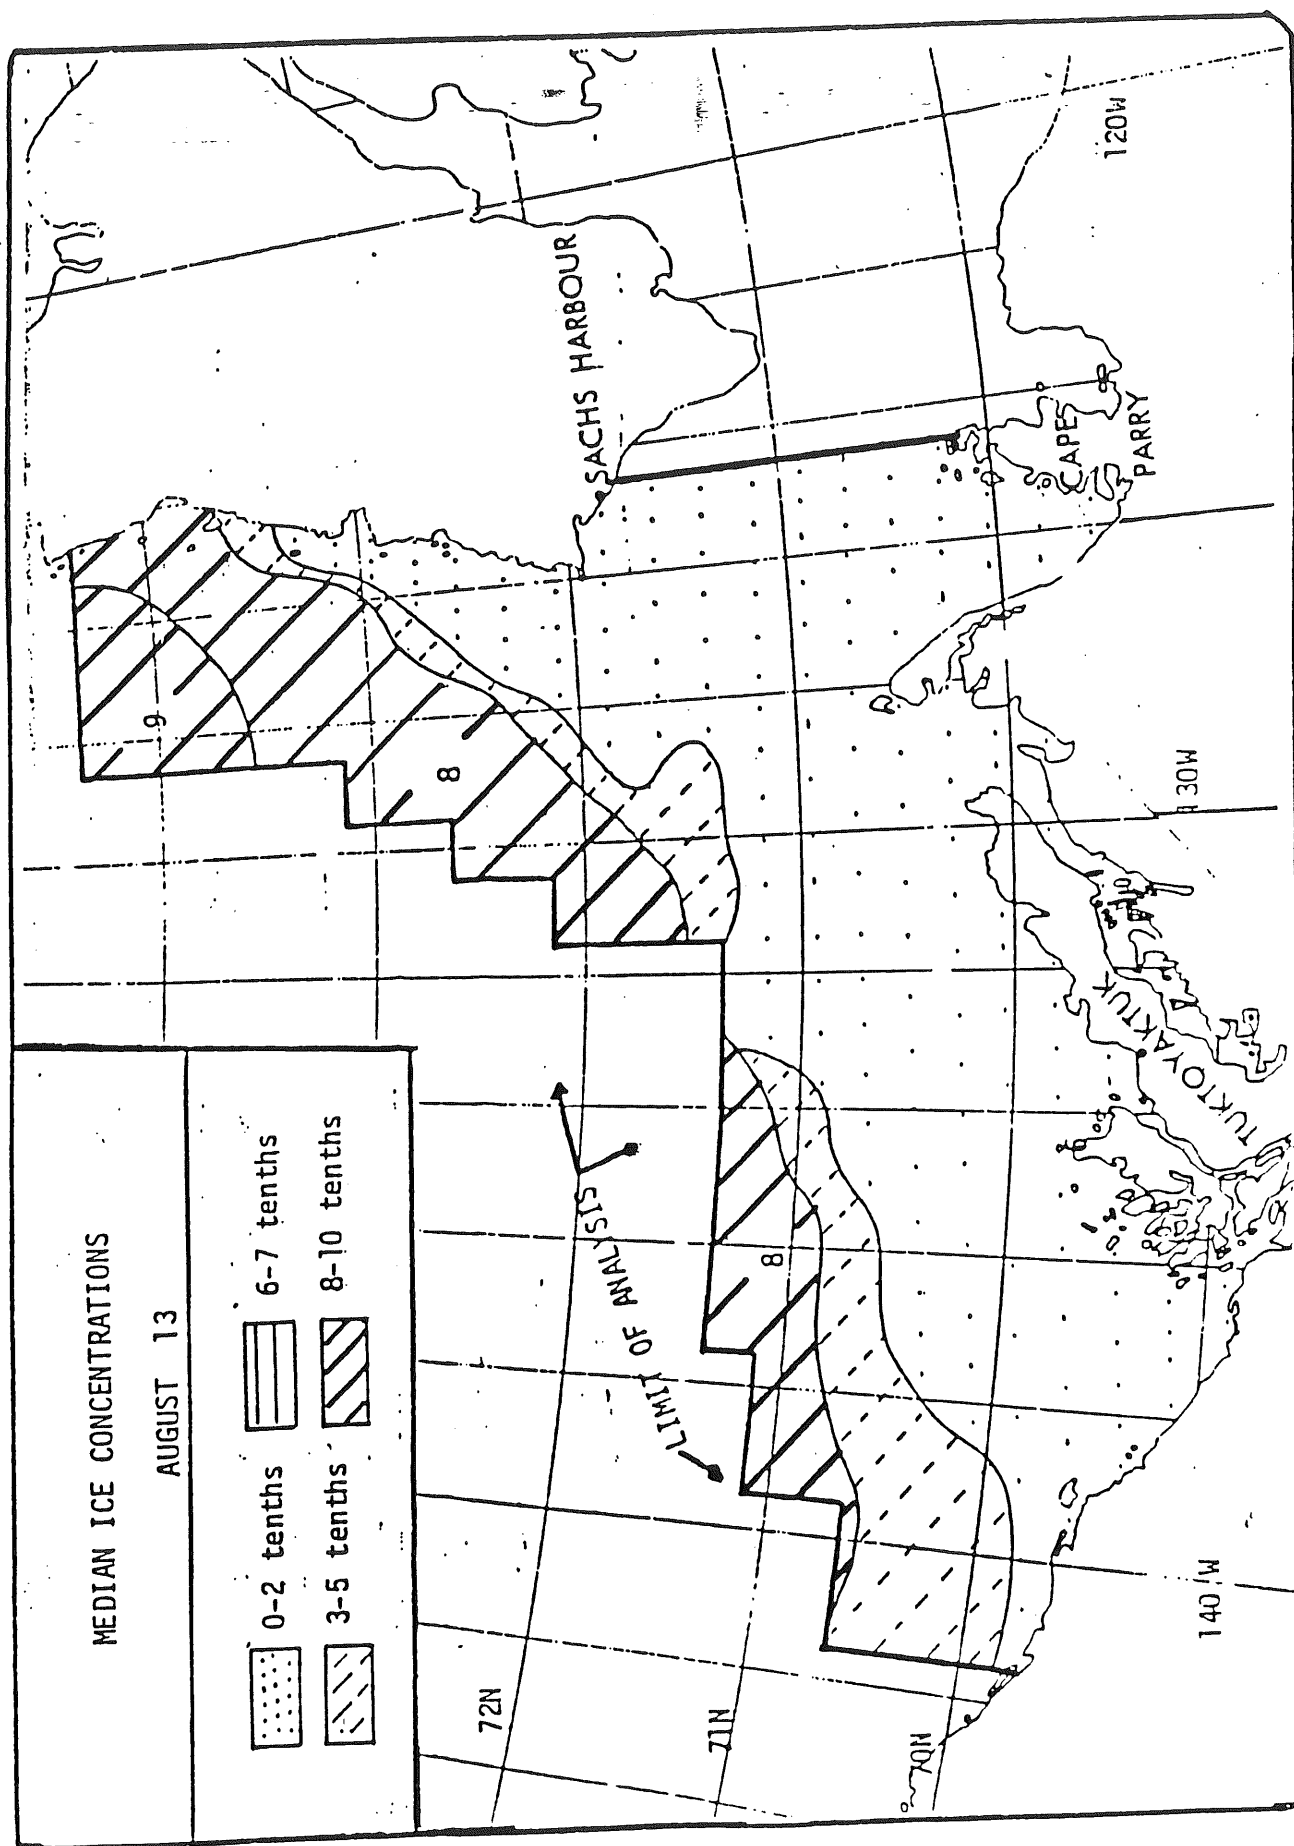 MEDIAN ICE CONCENTRATIONS
AUGUST 13
0-2 tenths
6-7 tenths
3-5 tenths
8-10 tenths
72N
71N
70N
LIMIT OF ANALYSIS
8
8
9
SACHS HARBOUR
CAPE
PARRY
TUKTOYAKTUK
140 W
130W
120W